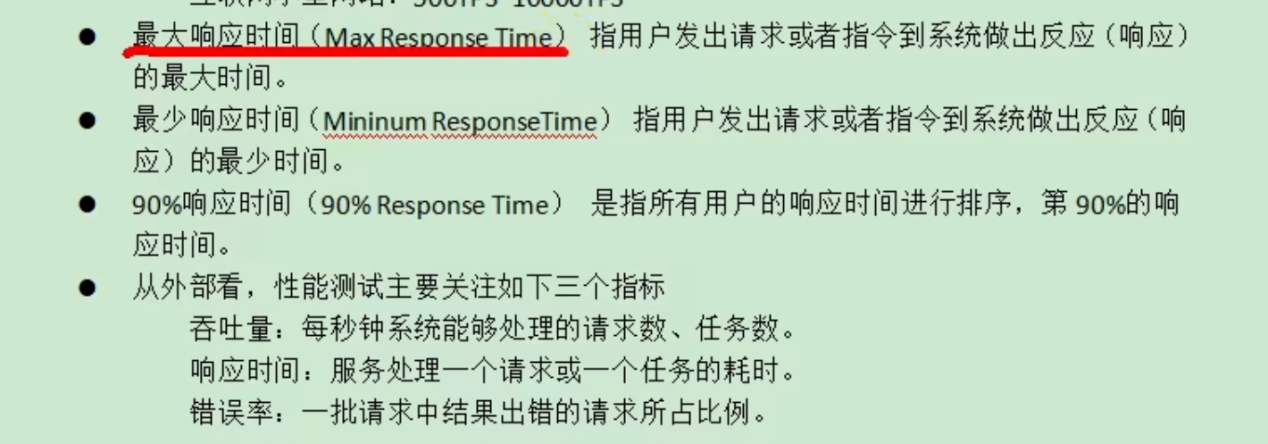 最大响应时间（Max Response Time） 指用户发出请求或者指令到系统做出反应（响应）
的最大时间。
最少响应时间（Mininum ResponseTime） 指用户发出请求或者指令到系统做出反应（响
应）的最少时间。
90%响应时间（90% Response Time） 是指所有用户的响应时间进行排序，第 90%的响
应时间。
从外部看，性能测试主要关注如下三个指标
吞吐量：每秒钟系统能够处理的请求数、任务数。
响应时间：服务处理一个请求或一个任务的耗时。
错误率：一批请求中结果出错的请求所占比例。